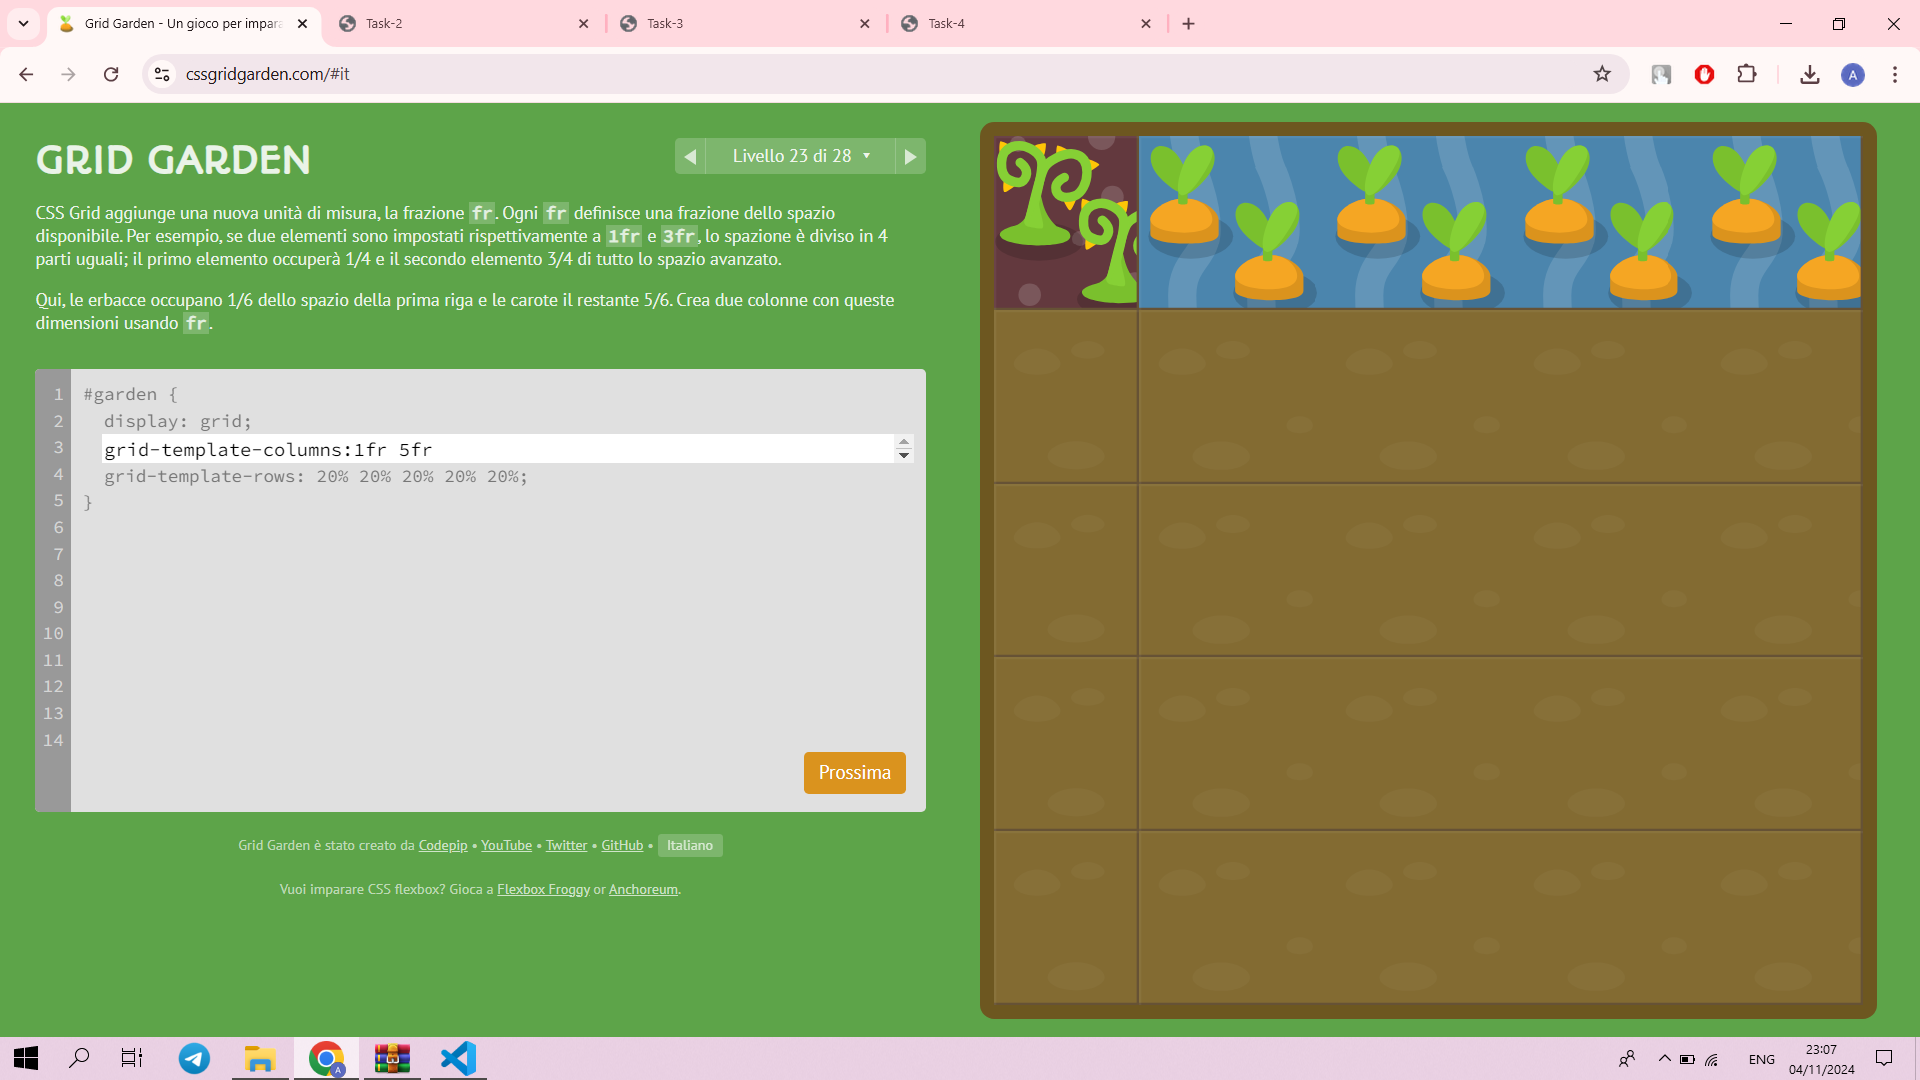 Grid Garden - Un gioco per impara
Task-2
Task-3
Task-4
cssgridgarden.com/#it
A
GRID GARDEN
Livello 23 di 28
CSS Grid aggiunge una nuova unità di misura, la frazione fr. Ogni fr definisce una frazione dello spazio
disponibile. Per esempio, se due elementi sono impostati rispettivamente a 1fr e 3fr, lo spazione è diviso in 4
parti uguali; il primo elemento occuperà 1/4 e il secondo elemento 3/4 di tutto lo spazio avanzato.
Qui, le erbacce occupano 1/6 dello spazio della prima riga e le carote il restante 5/6. Crea due colonne con queste
dimensioni usando fr.
1 #garden {
2 display: grid;
3 grid-template-columns:1fr 5fr
4 grid-template-rows: 20% 20% 20% 20% 20%;
5 }
6
7
8
9
10
11
12
13
14
Prossima
Grid Garden è stato creato da Codepip • YouTube • Twitter • GitHub • Italiano
Vuoi imparare CSS flexbox? Gioca a Flexbox Froggy or Anchoreum.
A
ENG
23:07
04/11/2024